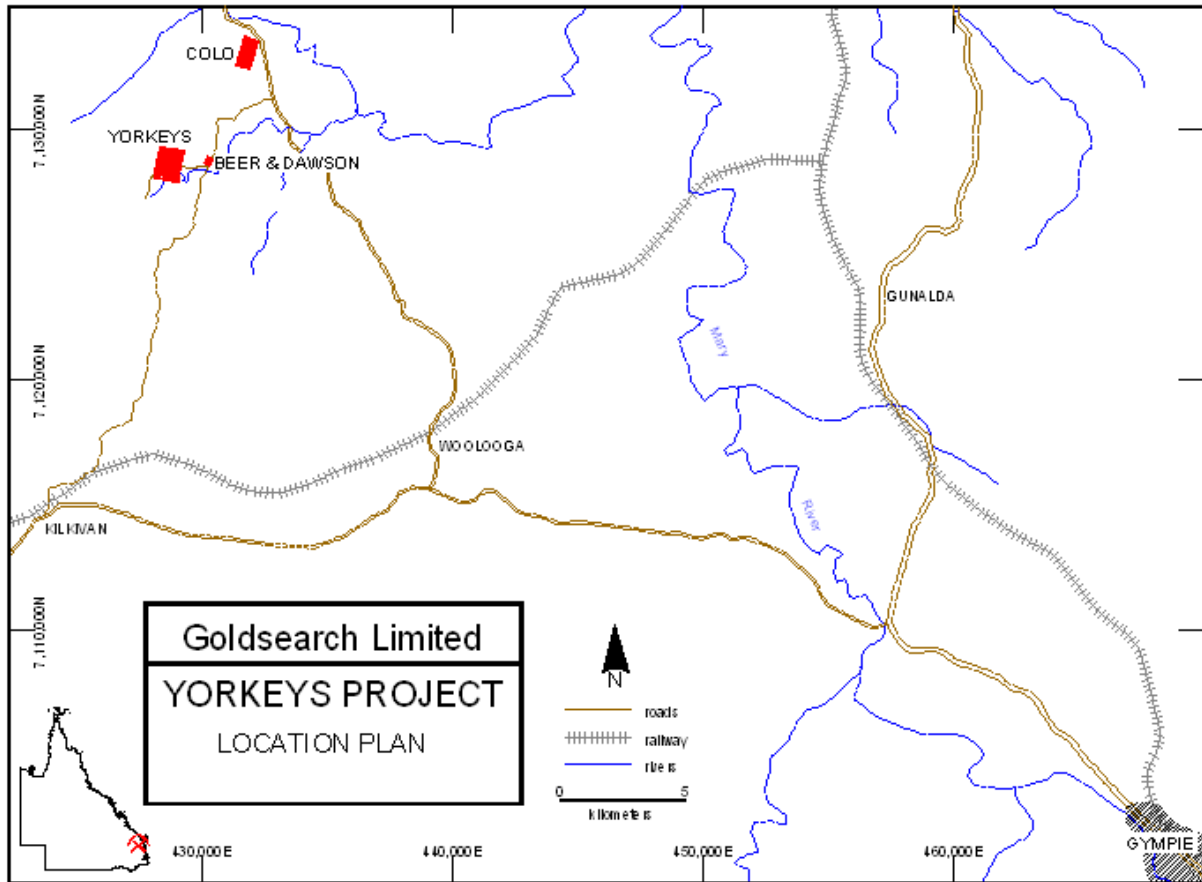 COLO
7,130,000N
YORKEYS
BEER & DAWSON
GUNALDA
Mary
7,120,000N
WOOLOOGA
River
KILKIVAN
7,110,000N
Goldsearch Limited
YORKEYS PROJECT
LOCATION PLAN
N
roads
railway
rivers
0 5
kilometers
430,000E 440,000E 450,000E 460,000E
GYMPIE